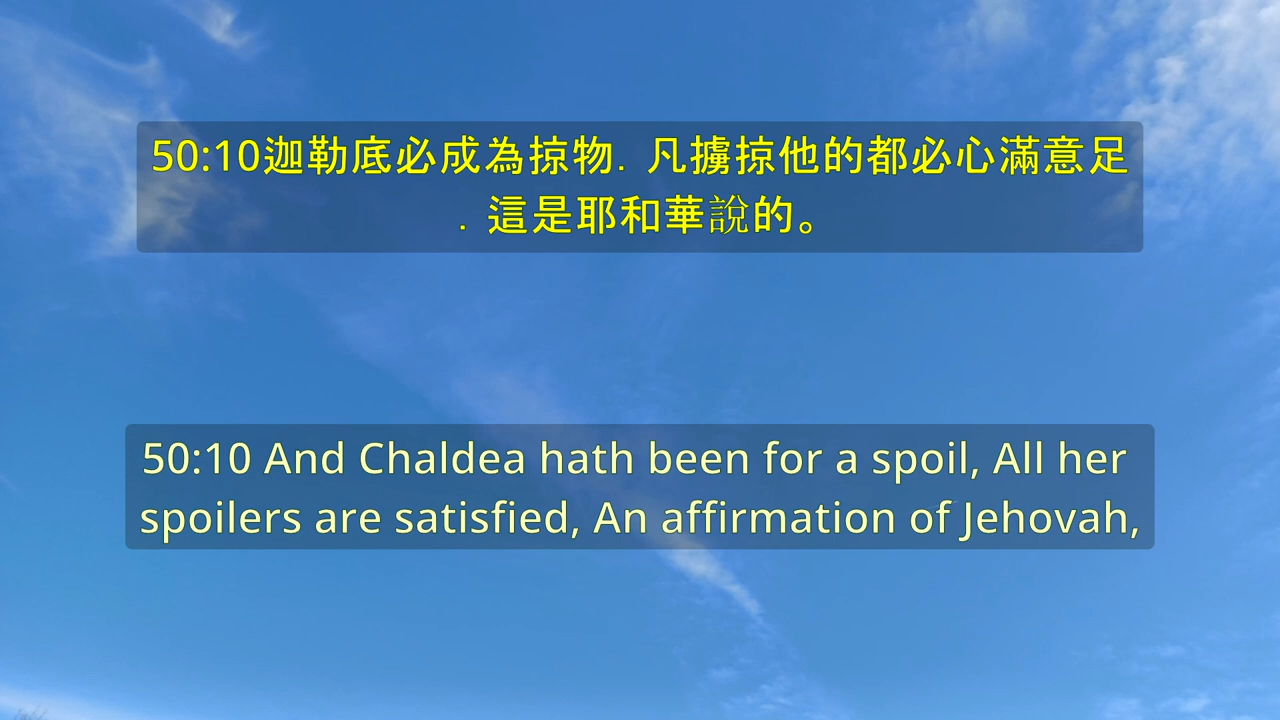 50:10迦勒底必成為掠物．凡擄掠他的都必心滿意足
．這是耶和華說的。
50:10 And Chaldea hath been for a spoil, All her
spoilers are satisfied, An affirmation of Jehovah,